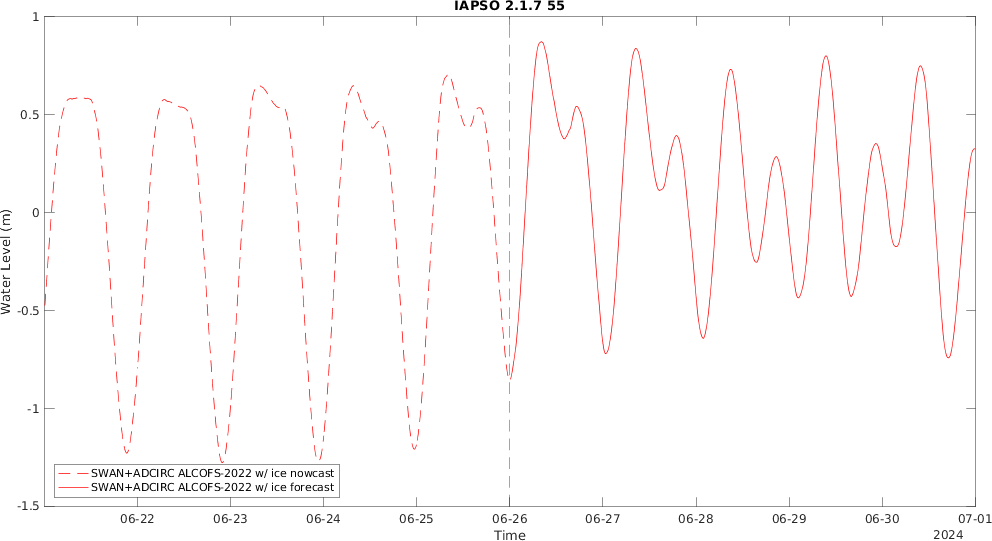 IAPSO 2.1.7 55
1
0.5
0
-0.5
-1
-1.5
Water Level (m)
SWAN+ADCIRC ALCOFS-2022 w/ ice nowcast
SWAN+ADCIRC ALCOFS-2022 w/ ice forecast
06-22 06-23 06-24 06-25 06-26 06-27 06-28 06-29 06-30 07-01
Time
2024